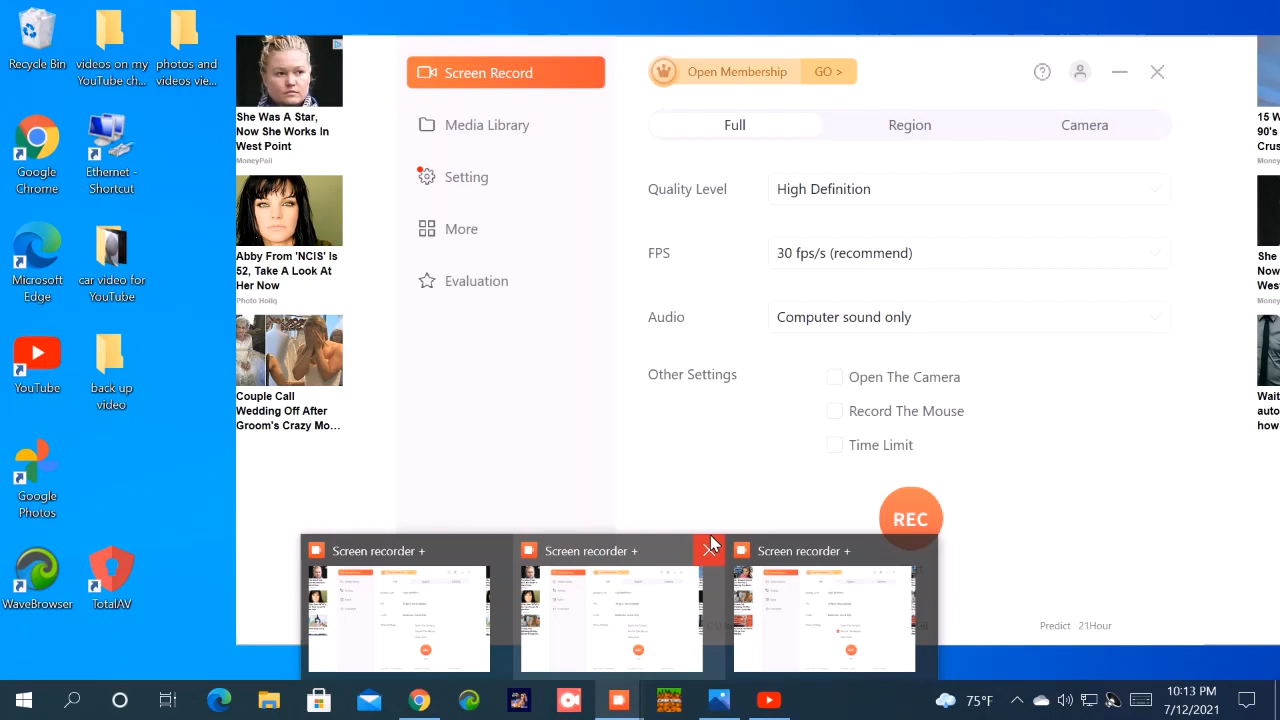 Recycle Bin
videos on my
YouTube ch...
photos and
videos vie...
Google
Chrome
Ethernet -
Shortcut
Microsoft
Edge
car video for
YouTube
YouTube
back up
video
Google
Photos
WaveBrowser
TotalAV
She Was A Star,
Now She Works In
West Point
MoneyPail
Abby From 'NCIS' Is
52, Take A Look At
Her Now
Couple Call
Wedding Off After
Groom's Crazy Mo...
Screen Record
Media Library
Setting
More
Evaluation
Open Membership GO >
Full Region Camera
Quality Level High Definition
FPS 30 fps/s (recommend)
Audio Computer sound only
Other Settings
Open The Camera
Record The Mouse
Time Limit
REC
Predict 21Hour
15 W
90's
Crus
Money
She
Now
West
Money
Wait
auto
how
Screen recorder +
Screen recorder +
Screen recorder +
75°F
10:13 PM
7/12/2021